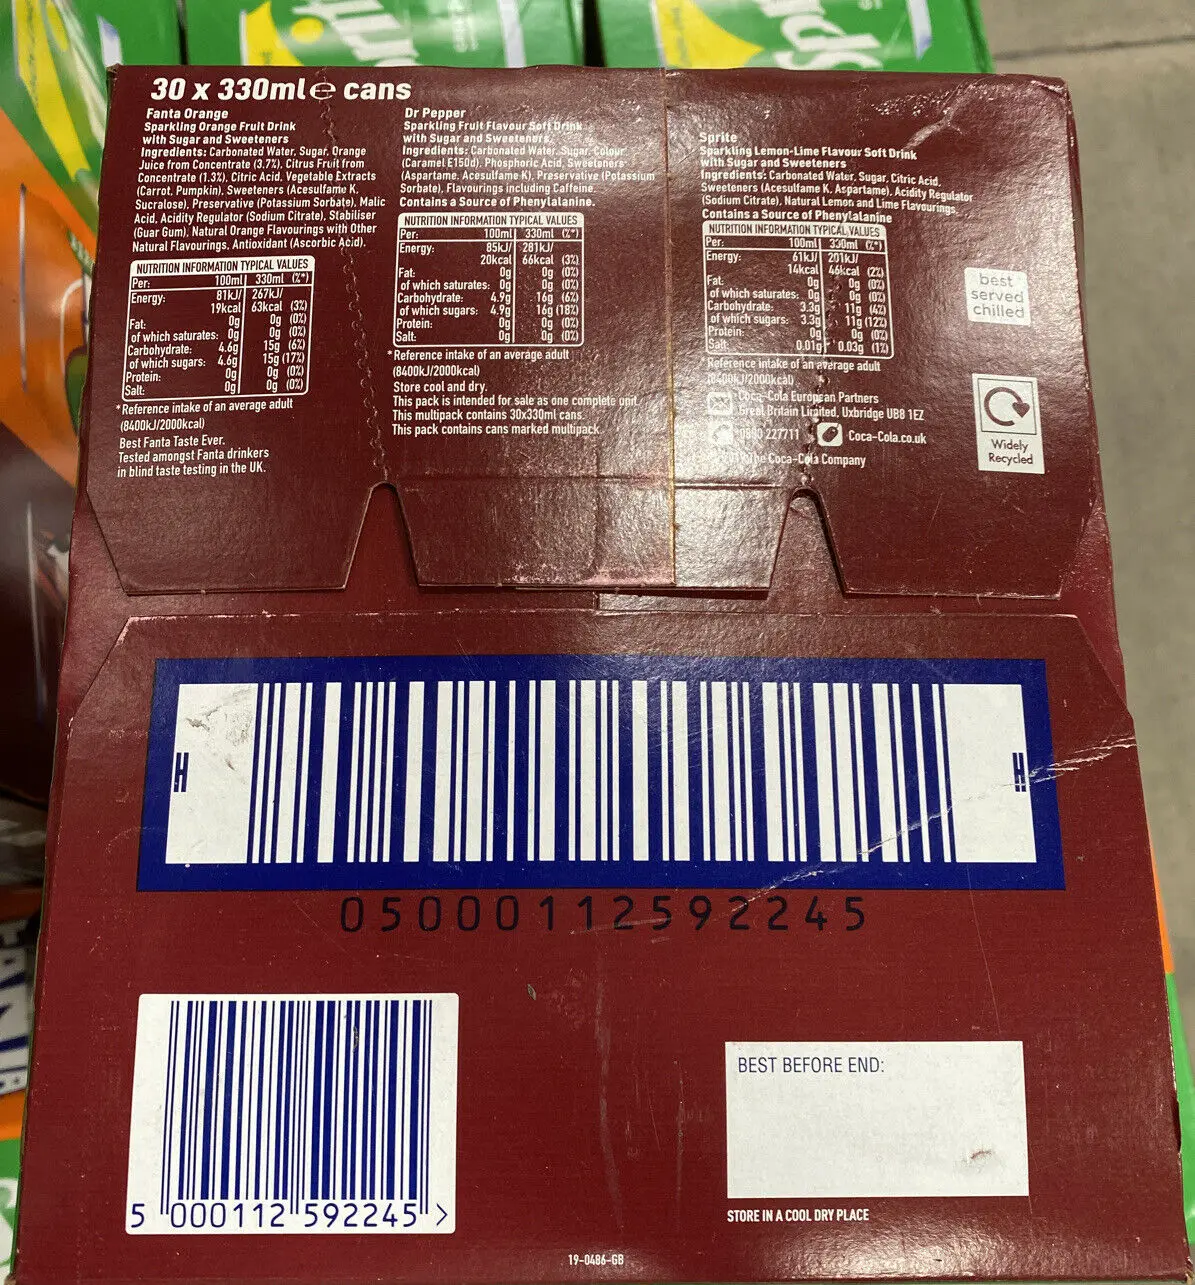 30 x 330ml e cans
Fanta Orange
Sparkling Orange Fruit Drink
with Sugar and Sweeteners
Ingredients: Carbonated Water, Sugar, Orange
Juice from Concentrate (3.7%), Citrus Fruit from
Concentrate (1.3%), Citric Acid, Vegetable Extracts
(Carrot, Pumpkin), Sweeteners (Acesulfame K,
Sucralose), Preservative (Potassium Sorbate), Malic
Acid, Acidity Regulator (Sodium Citrate), Stabiliser
(Guar Gum), Natural Orange Flavourings with Other
Natural Flavourings, Antioxidant (Ascorbic Acid).
NUTRITION INFORMATION TYPICAL VALUES
Per: 100ml 330ml (%*)
Energy: 81kJ/ 267kJ/
19kcal 63kcal (3%)
Fat: 0g 0g (0%)
of which saturates: 0g 0g (0%)
Carbohydrate: 4.6g 15g (6%)
of which sugars: 4.6g 15g (17%)
Protein: 0g 0g (0%)
Salt: 0g 0g (0%)
*Reference intake of an average adult
(8400kJ/2000kcal)
Best Fanta Taste Ever.
Tested amongst Fanta drinkers
in blind taste testing in the UK.
Dr Pepper
Sparkling Fruit Flavour Soft Drink
with Sugar and Sweeteners
Ingredients: Carbonated Water, Sugar, Colour
(Caramel E150d), Phosphoric Acid, Sweeteners
(Aspartame, Acesulfame K), Preservative (Potassium
Sorbate), Flavourings including Caffeine.
Contains a Source of Phenylalanine.
NUTRITION INFORMATION TYPICAL VALUES
Per: 100ml 330ml (%*)
Energy: 85kJ/ 281kJ/
20kcal 66kcal (3%)
Fat: 0g 0g (0%)
of which saturates: 0g 0g (0%)
Carbohydrate: 4.9g 16g (6%)
of which sugars: 4.9g 16g (18%)
Protein: 0g 0g (0%)
Salt: 0g 0g (0%)
*Reference intake of an average adult
(8400kJ/2000kcal)
Store cool and dry.
This pack is intended for sale as one complete unit.
This multipack contains 30x330ml cans.
This pack contains cans marked multipack.
Sprite
Sparkling Lemon-Lime Flavour Soft Drink
with Sugar and Sweeteners
Ingredients: Carbonated Water, Sugar, Citric Acid,
Sweeteners (Acesulfame K, Aspartame), Acidity Regulator
(Sodium Citrate), Natural Lemon and Lime Flavourings.
Contains a Source of Phenylalanine
NUTRITION INFORMATION TYPICAL VALUES
Per: 100ml 330ml (%*)
Energy: 61kJ/ 201kJ/
14kcal 46kcal (2%)
Fat: 0g 0g (0%)
of which saturates: 0g 0g (0%)
Carbohydrate: 3.3g 11g (4%)
of which sugars: 3.3g 11g (12%)
Protein: 0g 0g (0%)
Salt: 0.01g 0.03g (1%)
*Reference intake of an average adult
(8400kJ/2000kcal)
Coca-Cola European Partners
Great Britain Limited, Uxbridge UB8 1EZ
227711 Coca-Cola.co.uk
The Coca-Cola Company
best
served
chilled
Widely
Recycled
H H
05000112592245
5 000112 592245 >
BEST BEFORE END:
STORE IN A COOL DRY PLACE
19-0486-GB